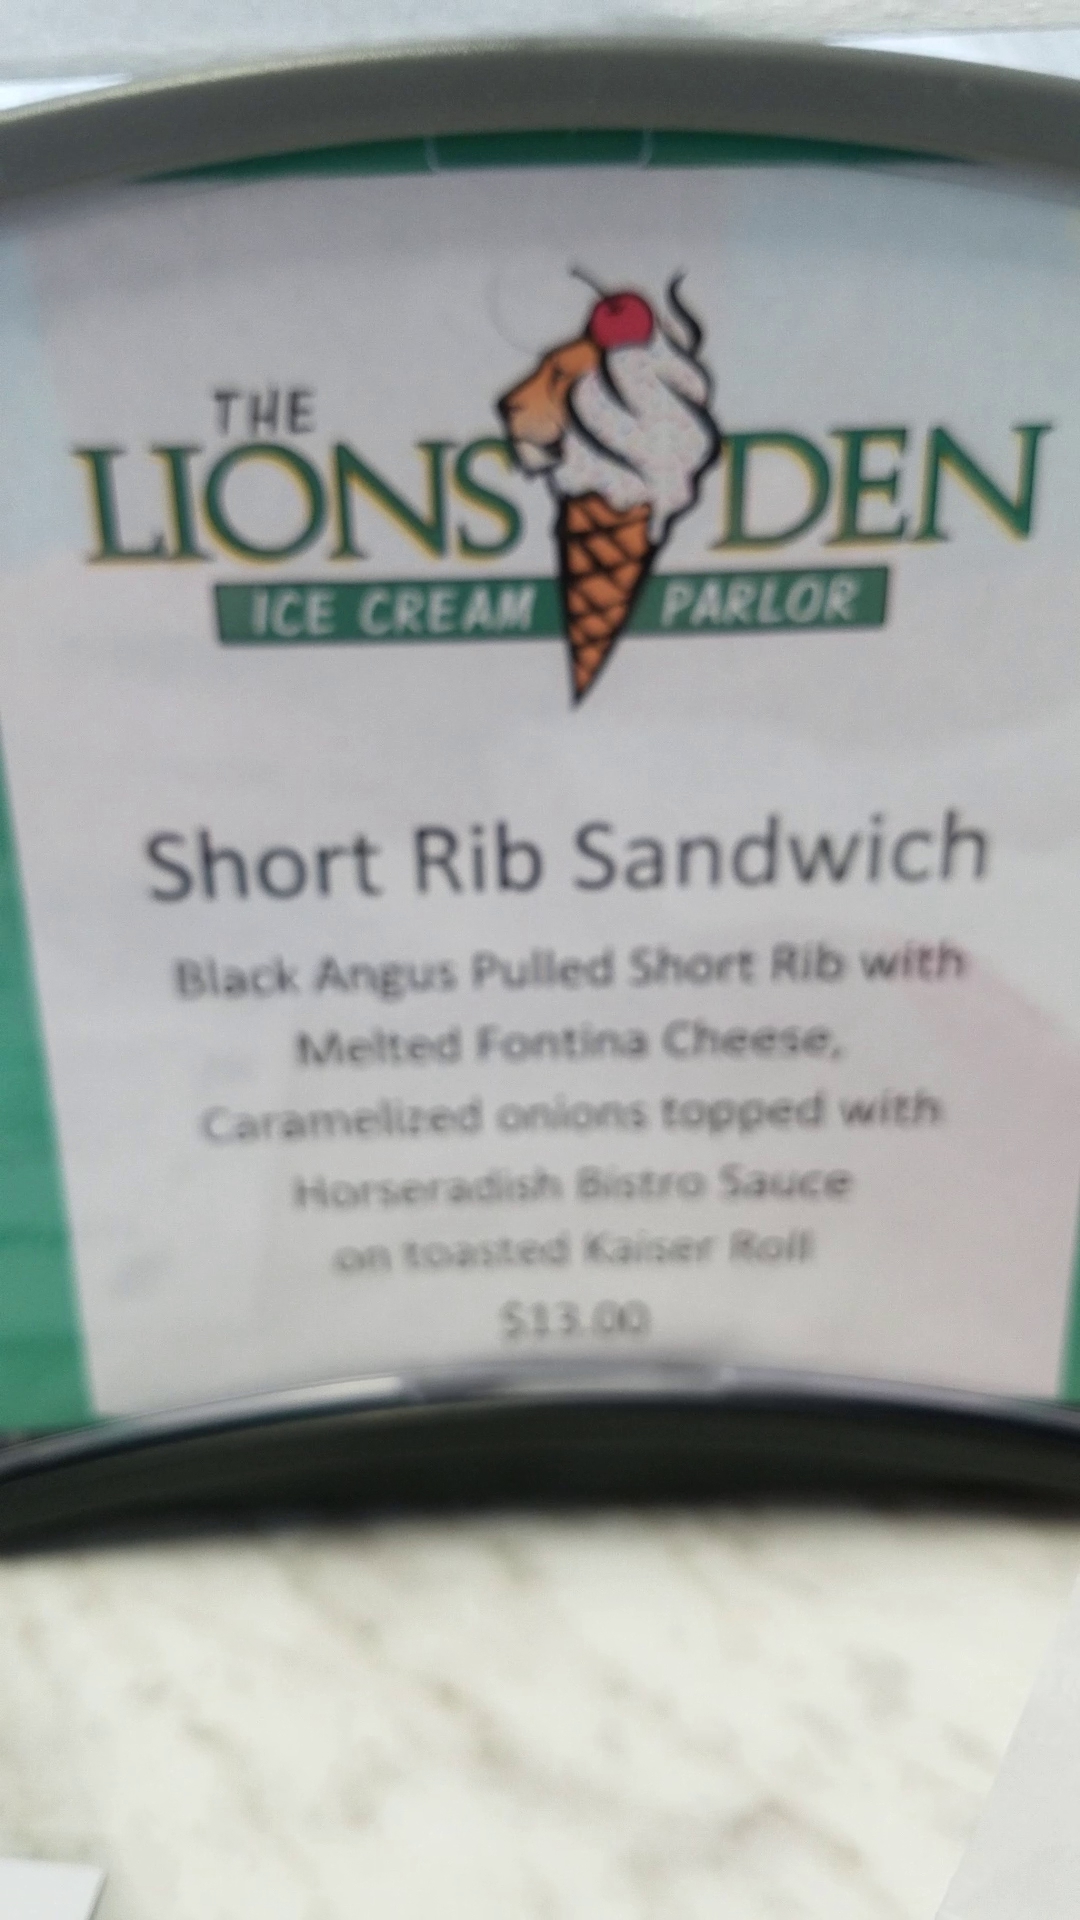 THE
LIONS DEN
ICE CREAM PARLOR
Short Rib Sandwich
Black Angus Pulled Short Rib with
Melted Fontina Cheese,
Caramelized onions topped with
Horseradish Bistro Sauce
on toasted Kaiser Roll
$13.00